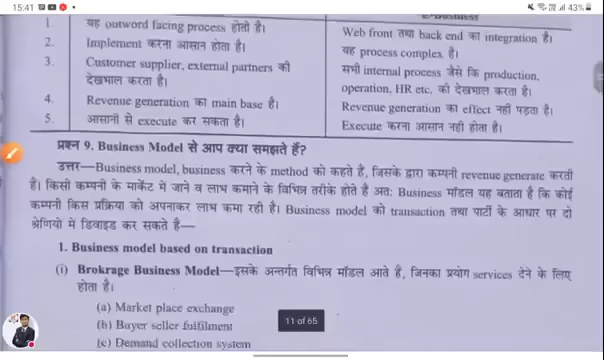 15:41
43%
E-Business
1. यह outword facing process होती है। Web front तथा back end का integration है।
2. Implement करना आसान होता है। यह process complex है।
3. Customer supplier, external partners की देखभाल करता है। सभी internal process जैसे कि production, operation, HR etc. की देखभाल करता है।
4. Revenue generation का main base है। Revenue generation का effect नहीं पड़ता है।
5. आसानी से execute कर सकता है। Execute करना आसान नहीं होता है।
प्रश्न 9. Business Model से आप क्या समझते हैं?
उत्तर—Business model, business करने के method को कहते हैं, जिसके द्वारा कम्पनी revenue generate करती
है। किसी कम्पनी के मार्केट में जाने व लाभ कमाने के विभिन्न तरीके होते हैं अतः Business मॉडल यह बताता है कि कोई
कम्पनी किस प्रक्रिया को अपनाकर लाभ कमा रही है। Business model को transaction तथा पार्टी के आधार पर दो
श्रेणियों में डिवाइड कर सकते है—
1. Business model based on transaction
(i) Brokrage Business Model—इसके अन्तर्गत विभिन्न मॉडल आते हैं, जिनका प्रयोग services देने के लिए
होता है।
(a) Market place exchange
(b) Buyer seller fulfilment
(c) Demand collection system
11 of 65